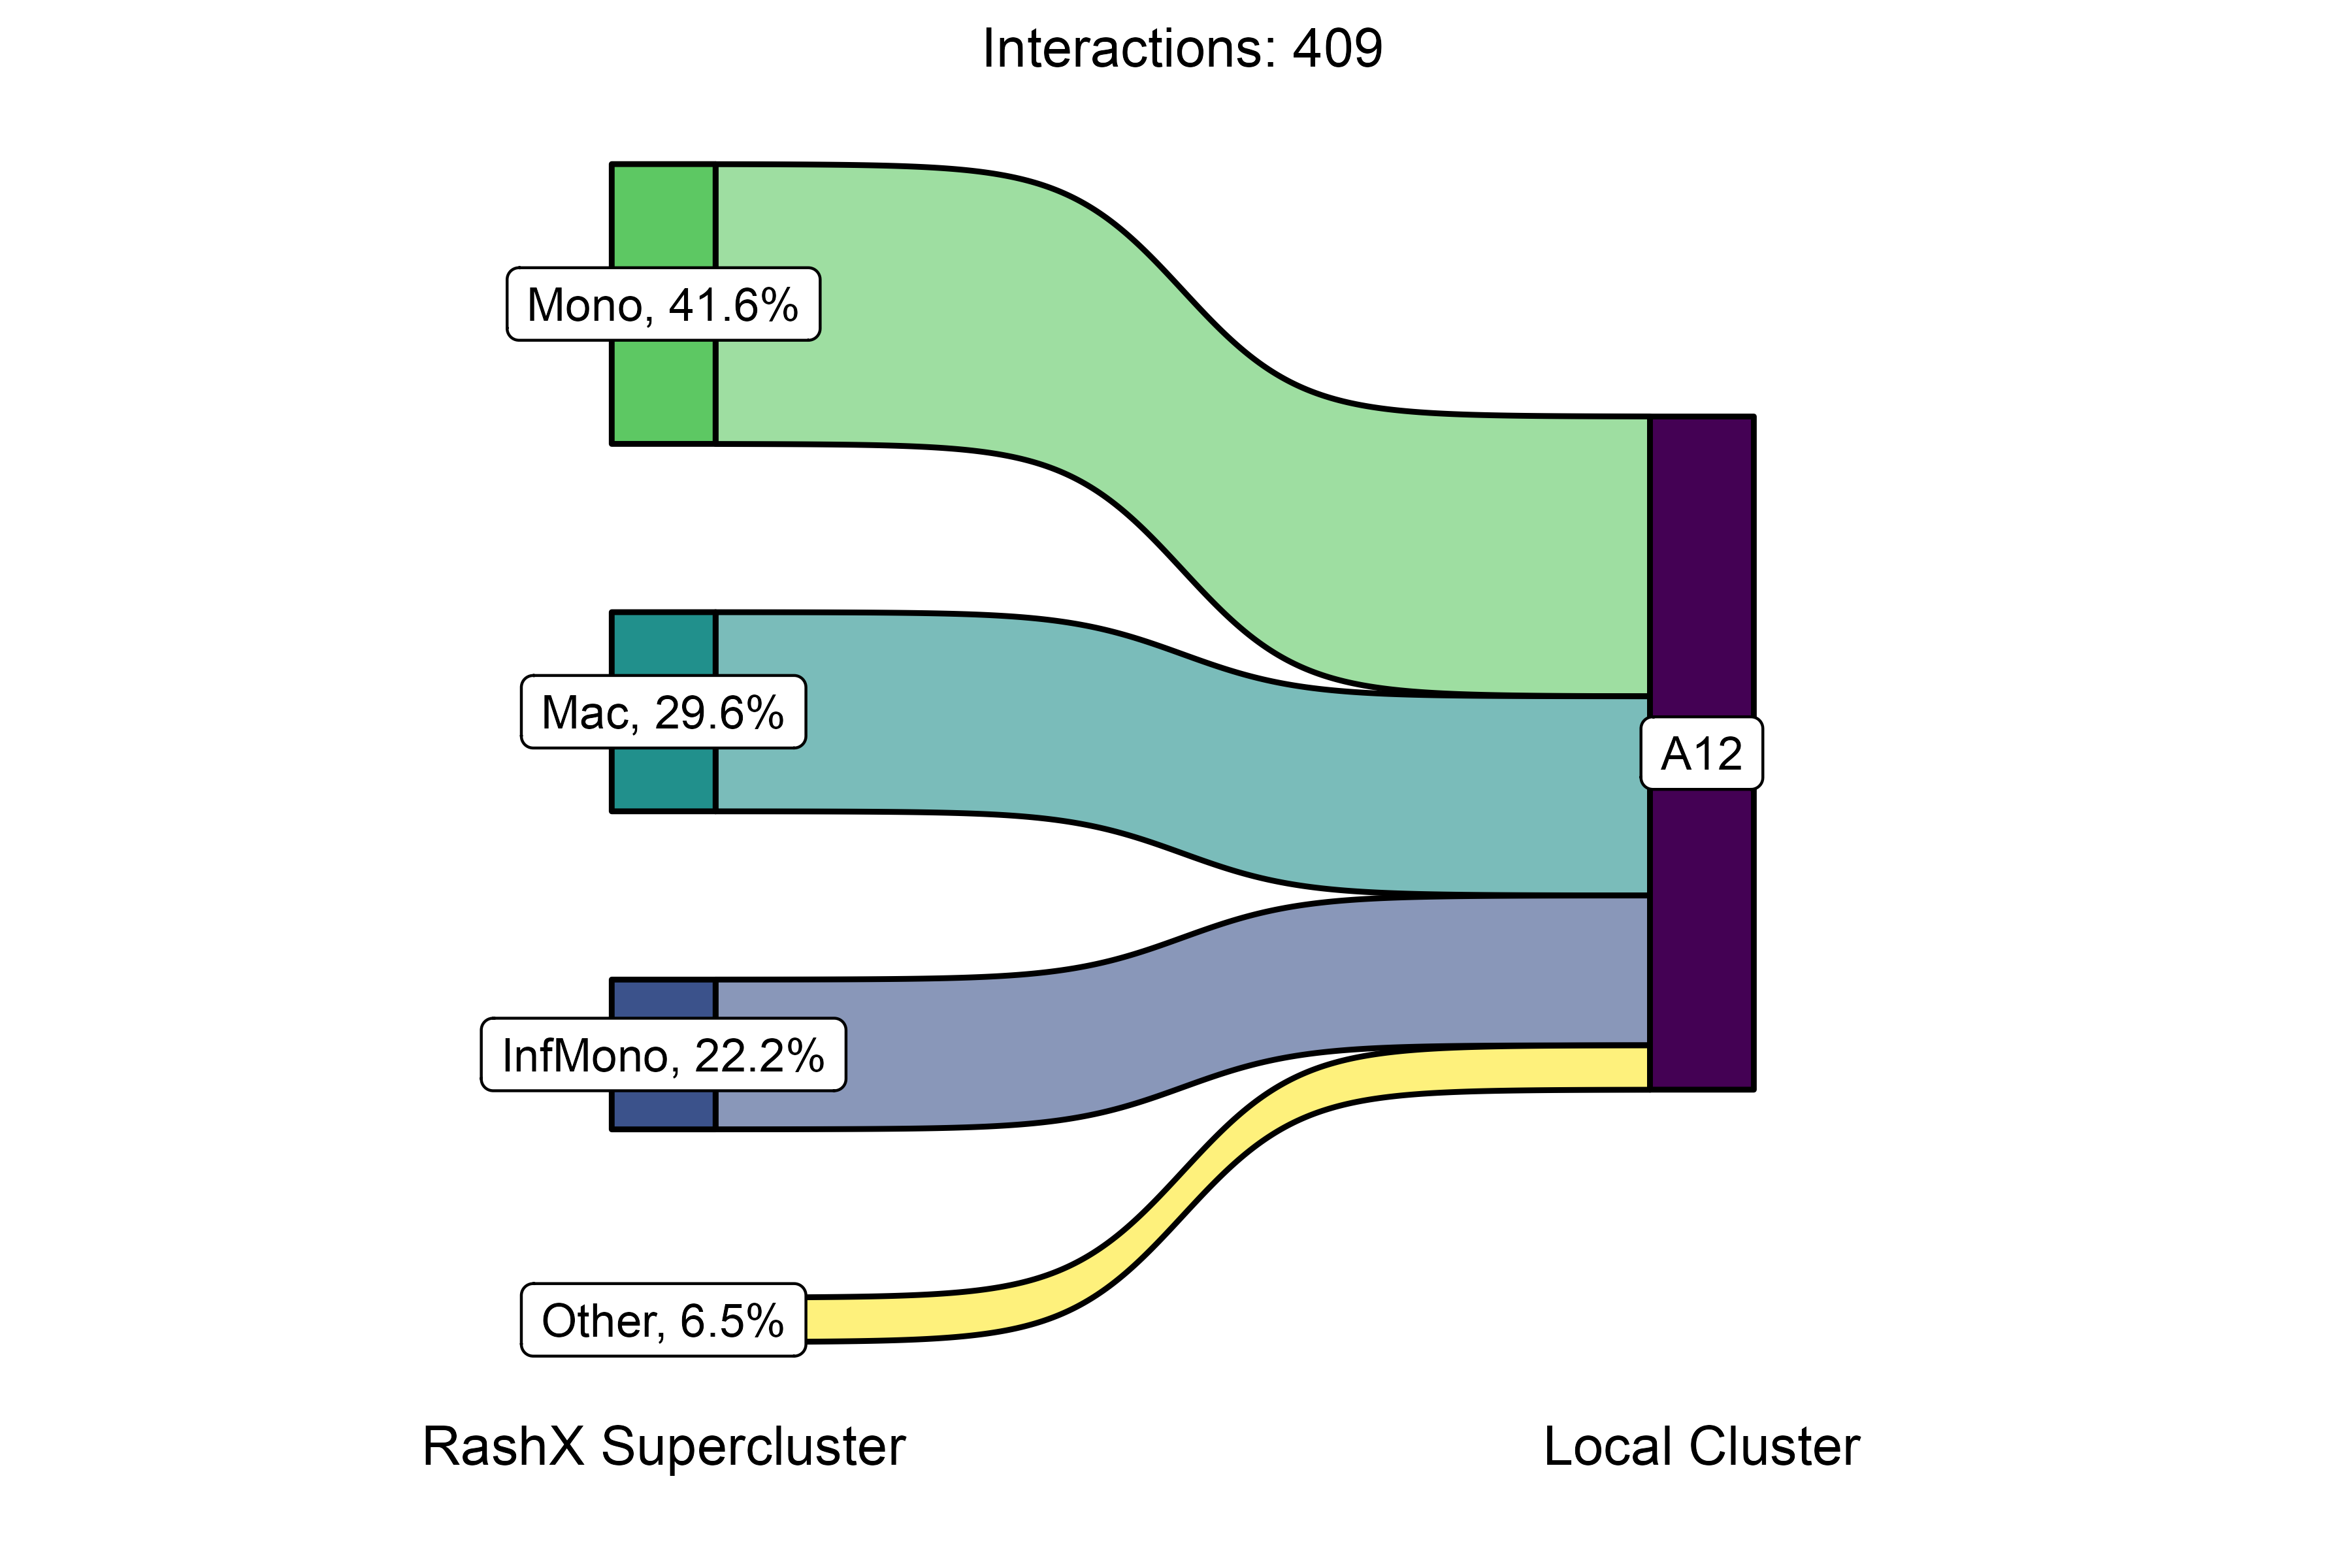 Interactions: 409
Mono, 41.6%
Mac, 29.6%
A12
InfMono, 22.2%
Other, 6.5%
RashX Supercluster
Local Cluster